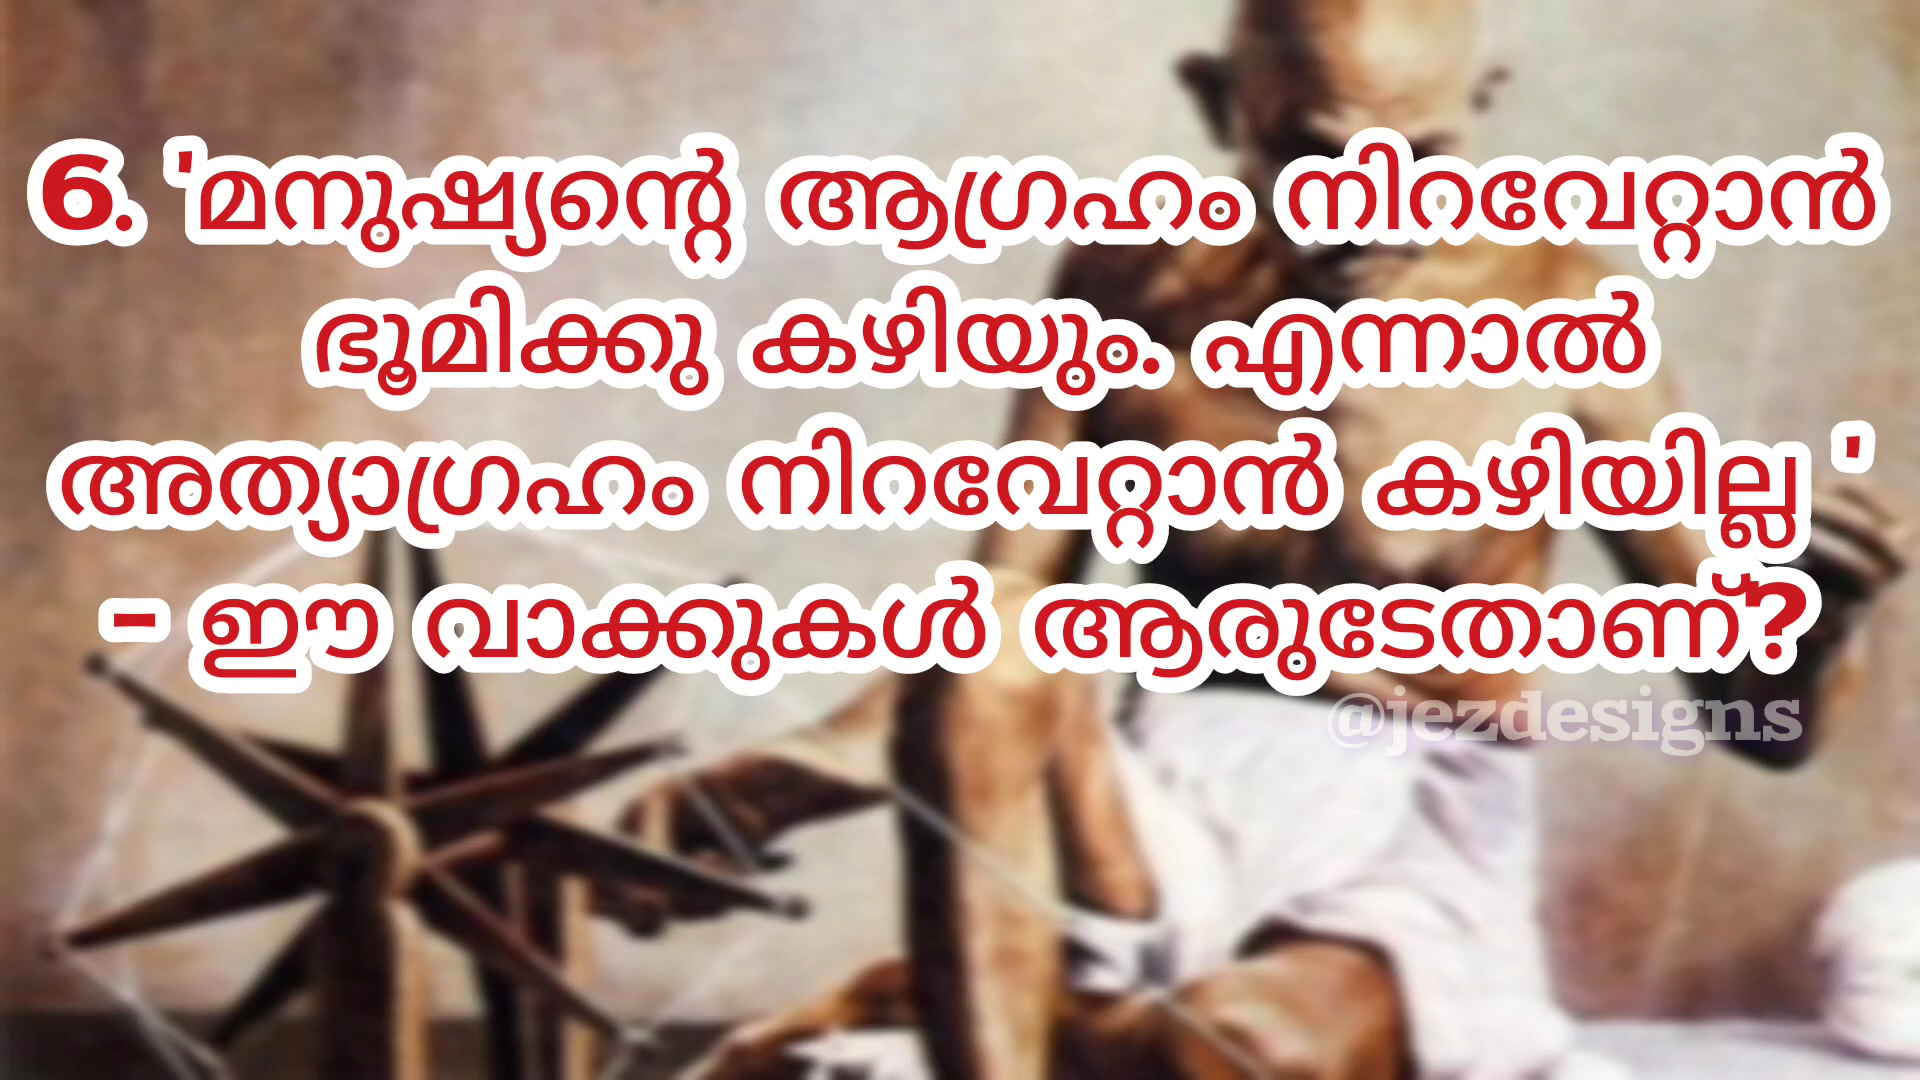 6. 'മനുഷ്യന്റെ ആഗ്രഹം നിറവേറ്റാൻ
ഭൂമിക്കു കഴിയും. എന്നാൽ
അത്യാഗ്രഹം നിറവേറ്റാൻ കഴിയില്ല '
- ഈ വാക്കുകൾ ആരുടേതാണ്?
@jezdesigns